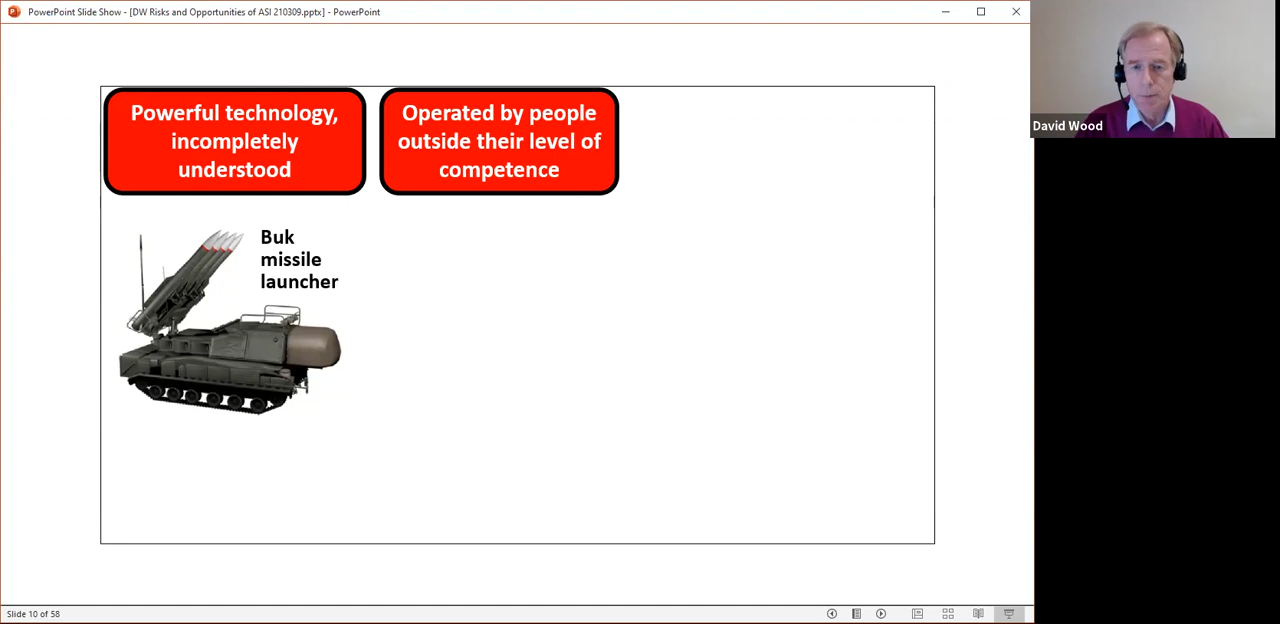 PowerPoint Slide Show - [DW Risks and Opportunities of ASI 210309.pptx] - PowerPoint
Powerful technology,
incompletely
understood
Operated by people
outside their level of
competence
Buk
missile
launcher
David Wood
Slide 10 of 58